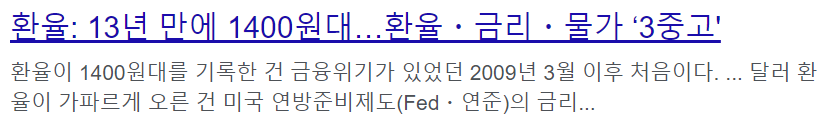 환율: 13년 만에 1400원대…환율・금리・물가 ‘3중고'
환율이 1400원대를 기록한 건 금융위기가 있었던 2009년 3월 이후 처음이다. ... 달러 환
율이 가파르게 오른 건 미국 연방준비제도(Fed・연준)의 금리...